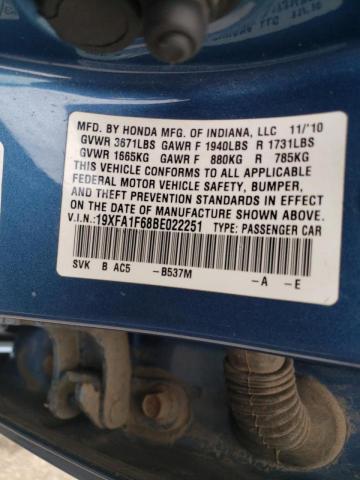 MFD. BY HONDA MFG. OF INDIANA, LLC 11/'10
GVWR 3671LBS GAWR F 1940LBS R 1731LBS
GVWR 1665KG GAWR F 880KG R 785KG
THIS VEHICLE CONFORMS TO ALL APPLICABLE
FEDERAL MOTOR VEHICLE SAFETY, BUMPER,
AND THEFT PREVENTION STANDARDS IN EFFECT
ON THE DATE OF MANUFACTURE SHOWN ABOVE.
V.I.N.:19XFA1F68BE022251 TYPE: PASSENGER CAR
SVK B AC5 -B537M -A -E